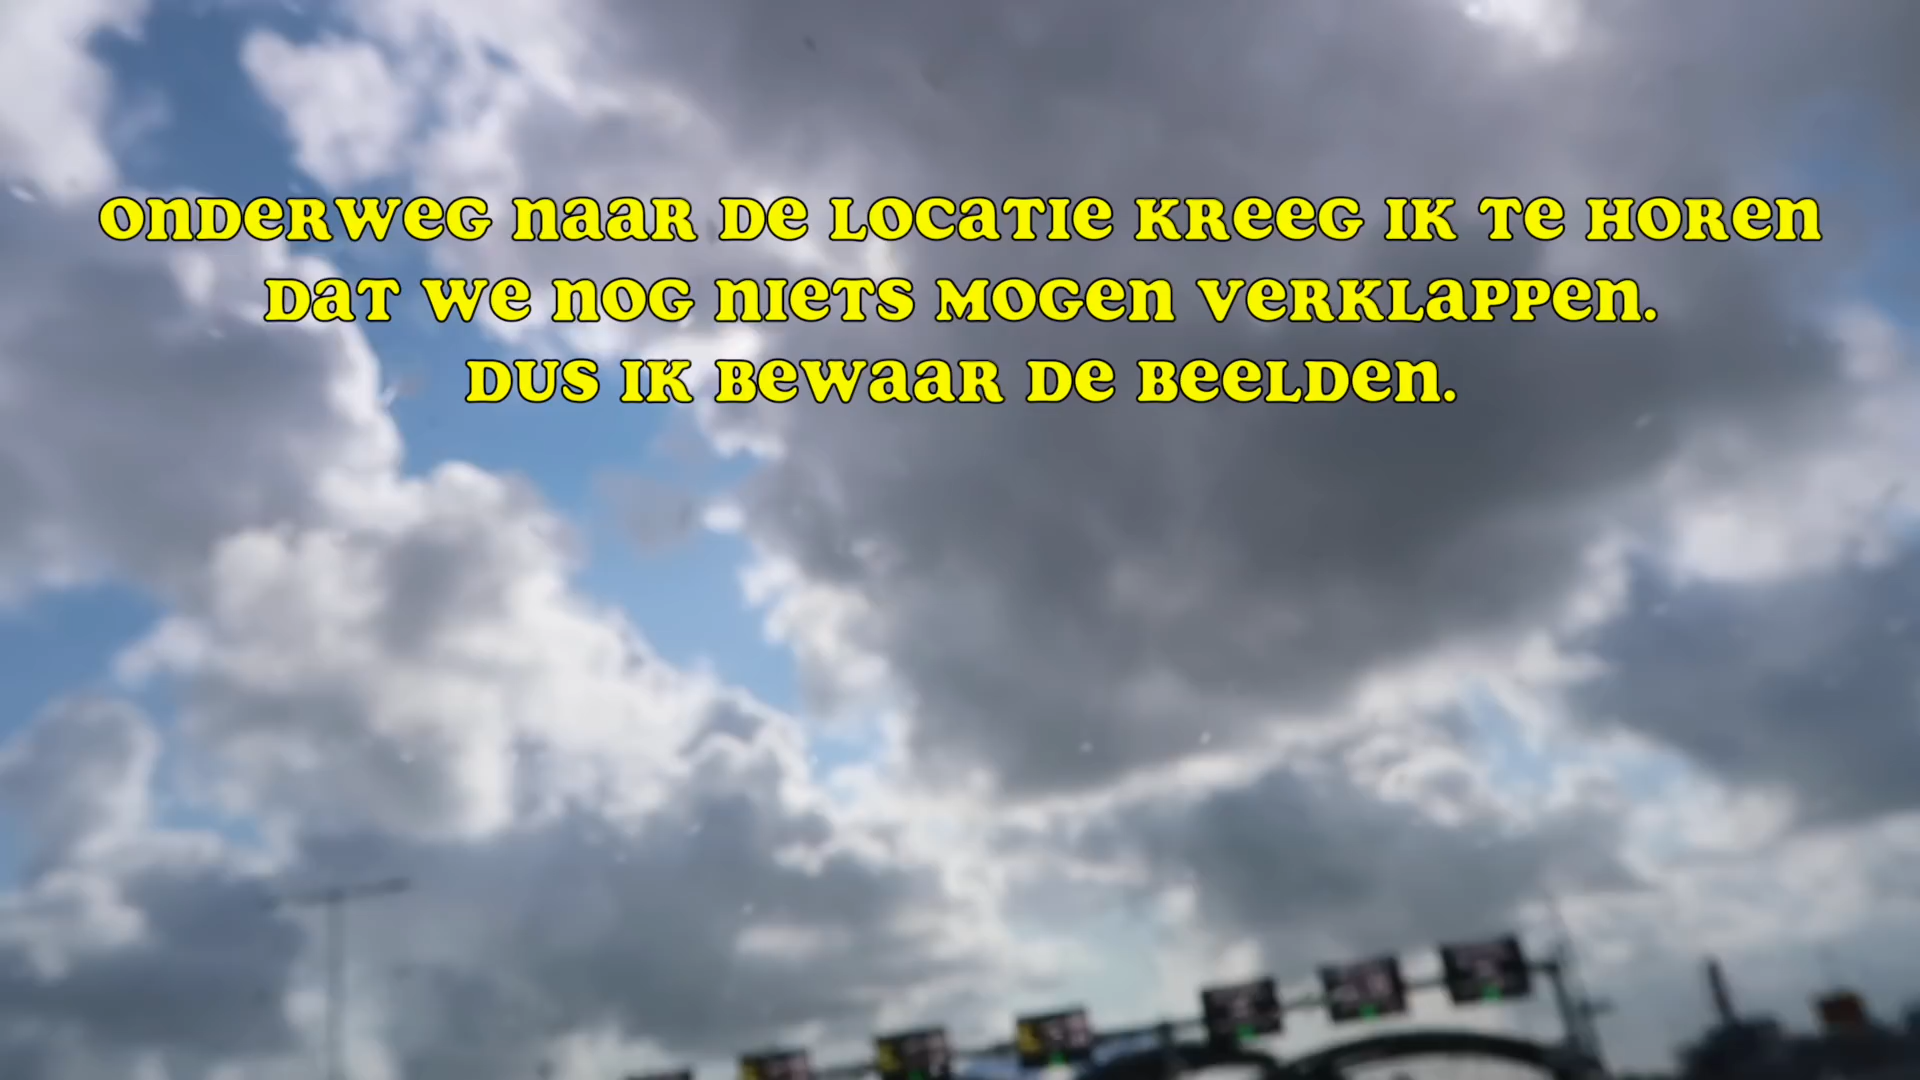 ONDERWEG NAAR DE LOCATIE KREEG IK TE HOREN
DAT WE NOG NIETS MOGEN VERKLAPPEN.
DUS IK BEWAAR DE BEELDEN.